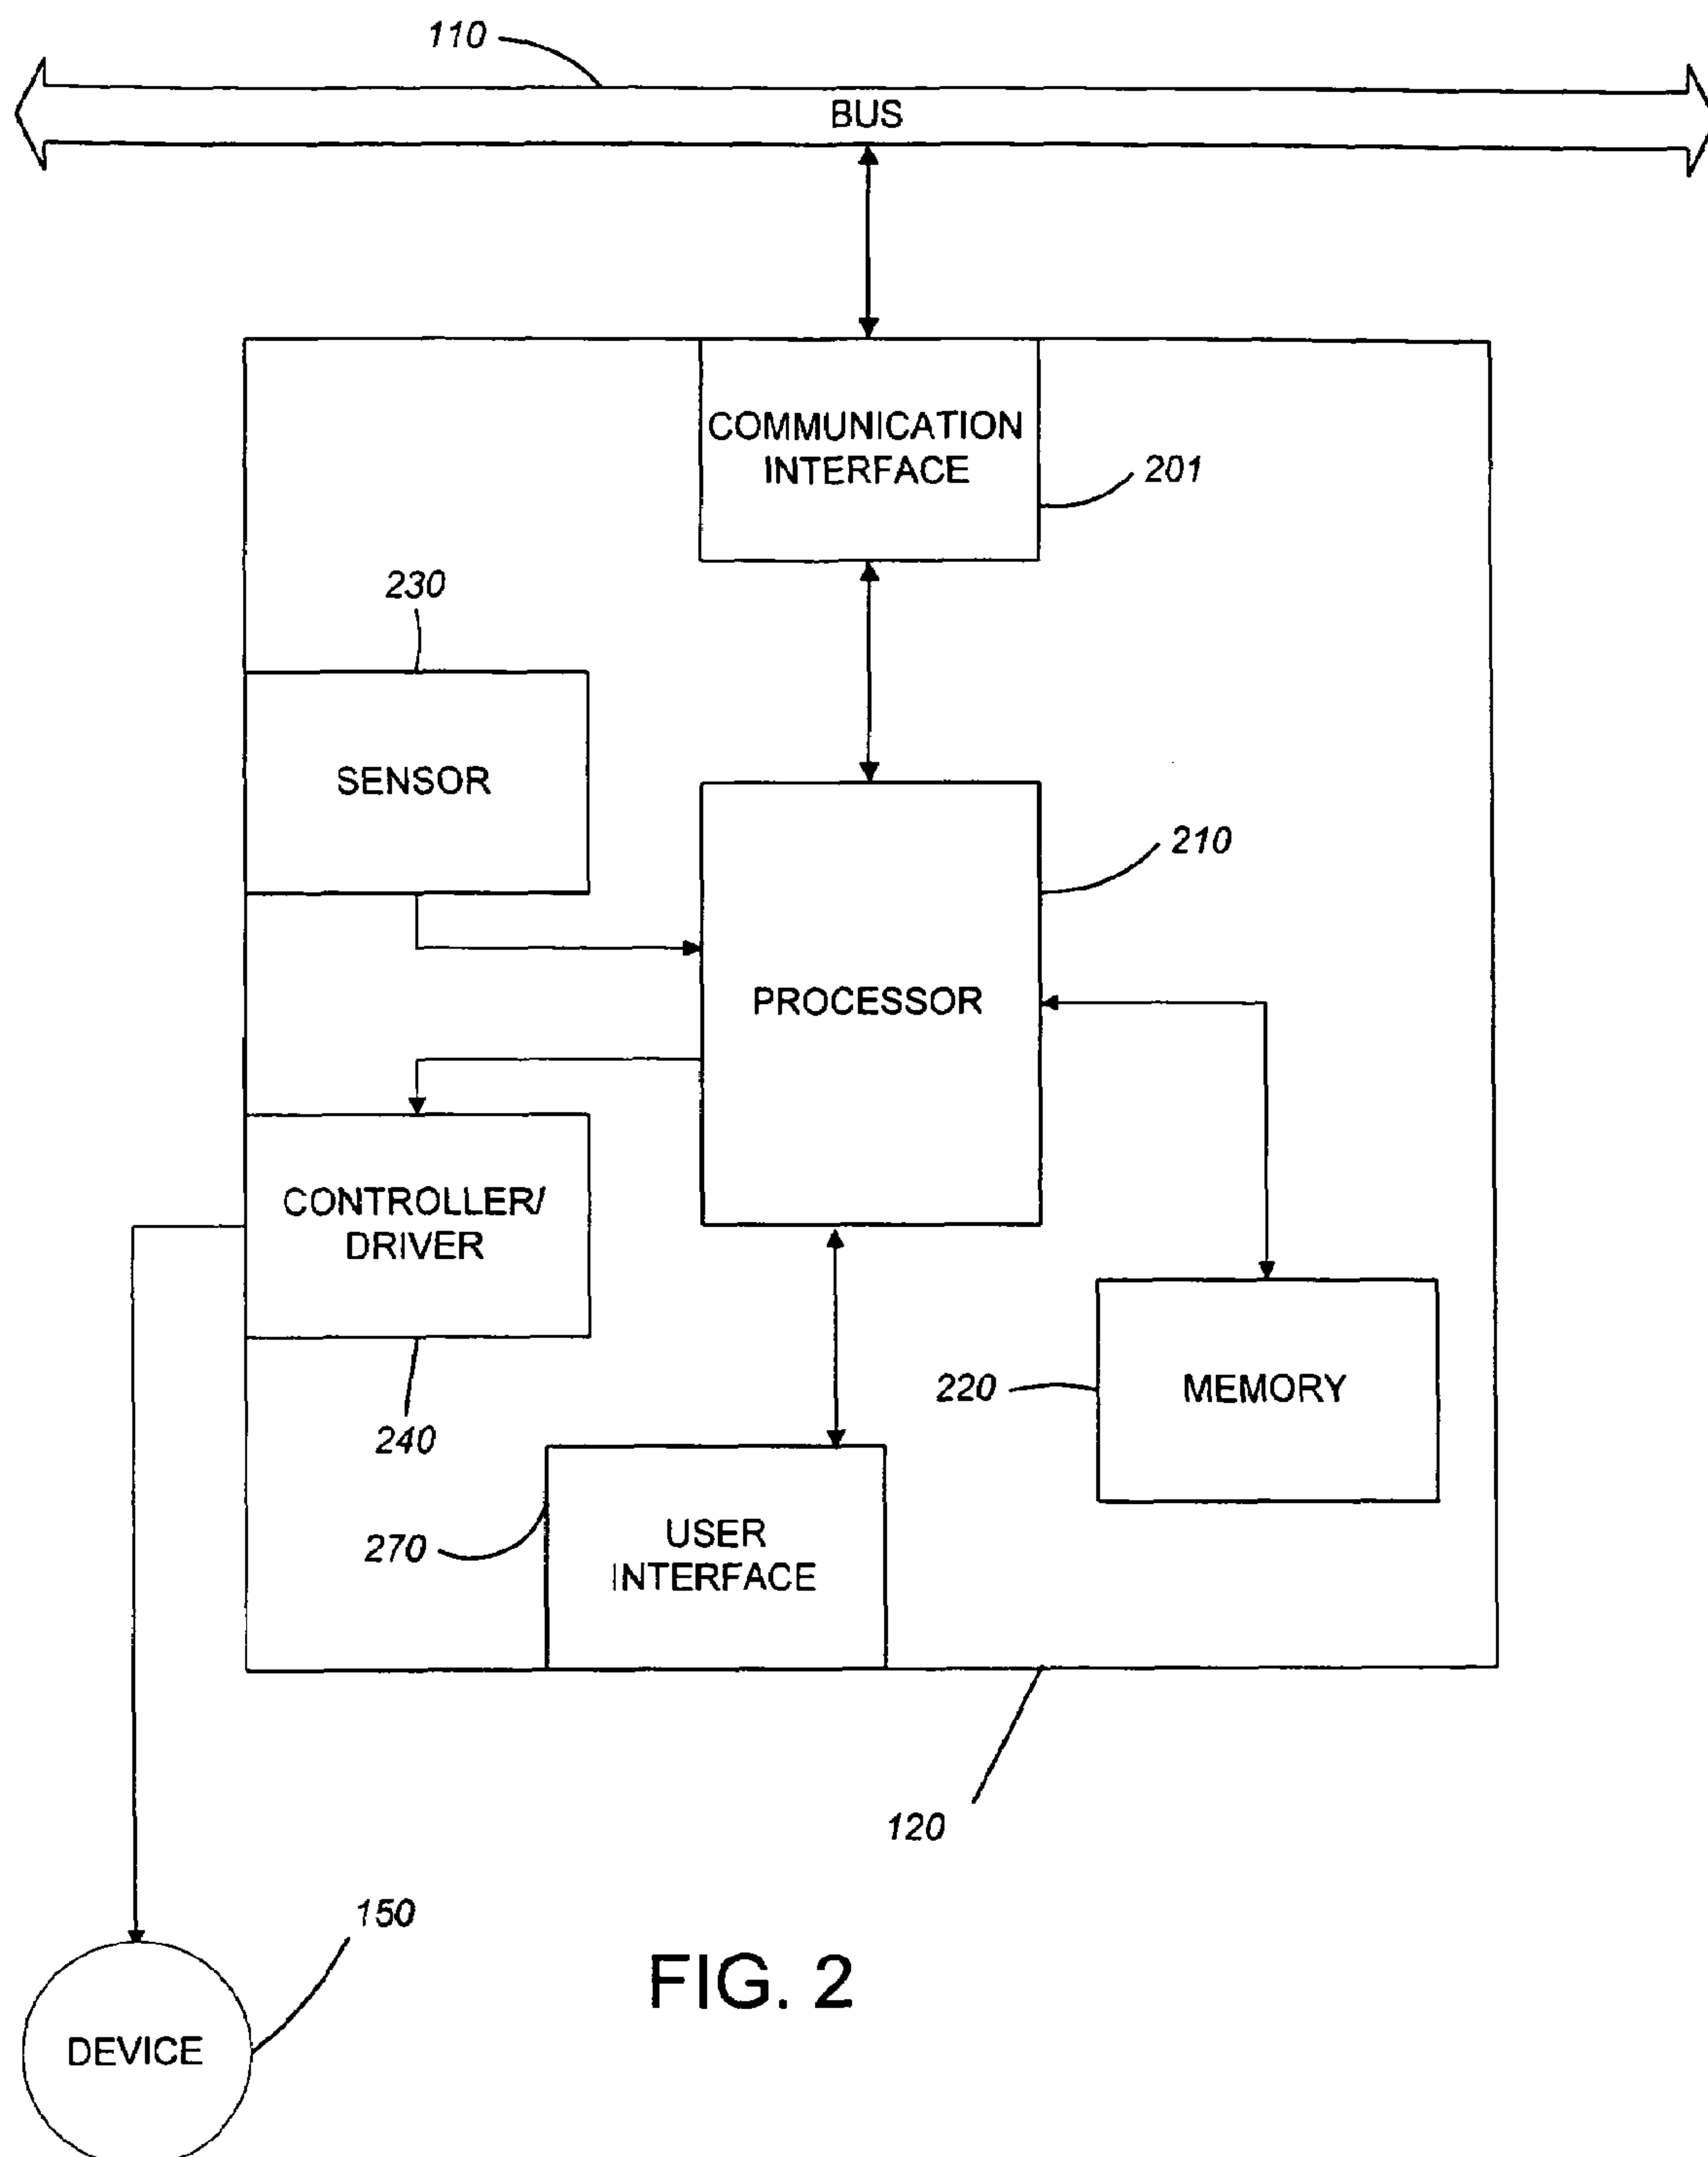 110
BUS
COMMUNICATION
INTERFACE
201
230
SENSOR
210
PROCESSOR
CONTROLLER/
DRIVER
240
220
MEMORY
270
USER
INTERFACE
120
150
FIG. 2
DEVICE